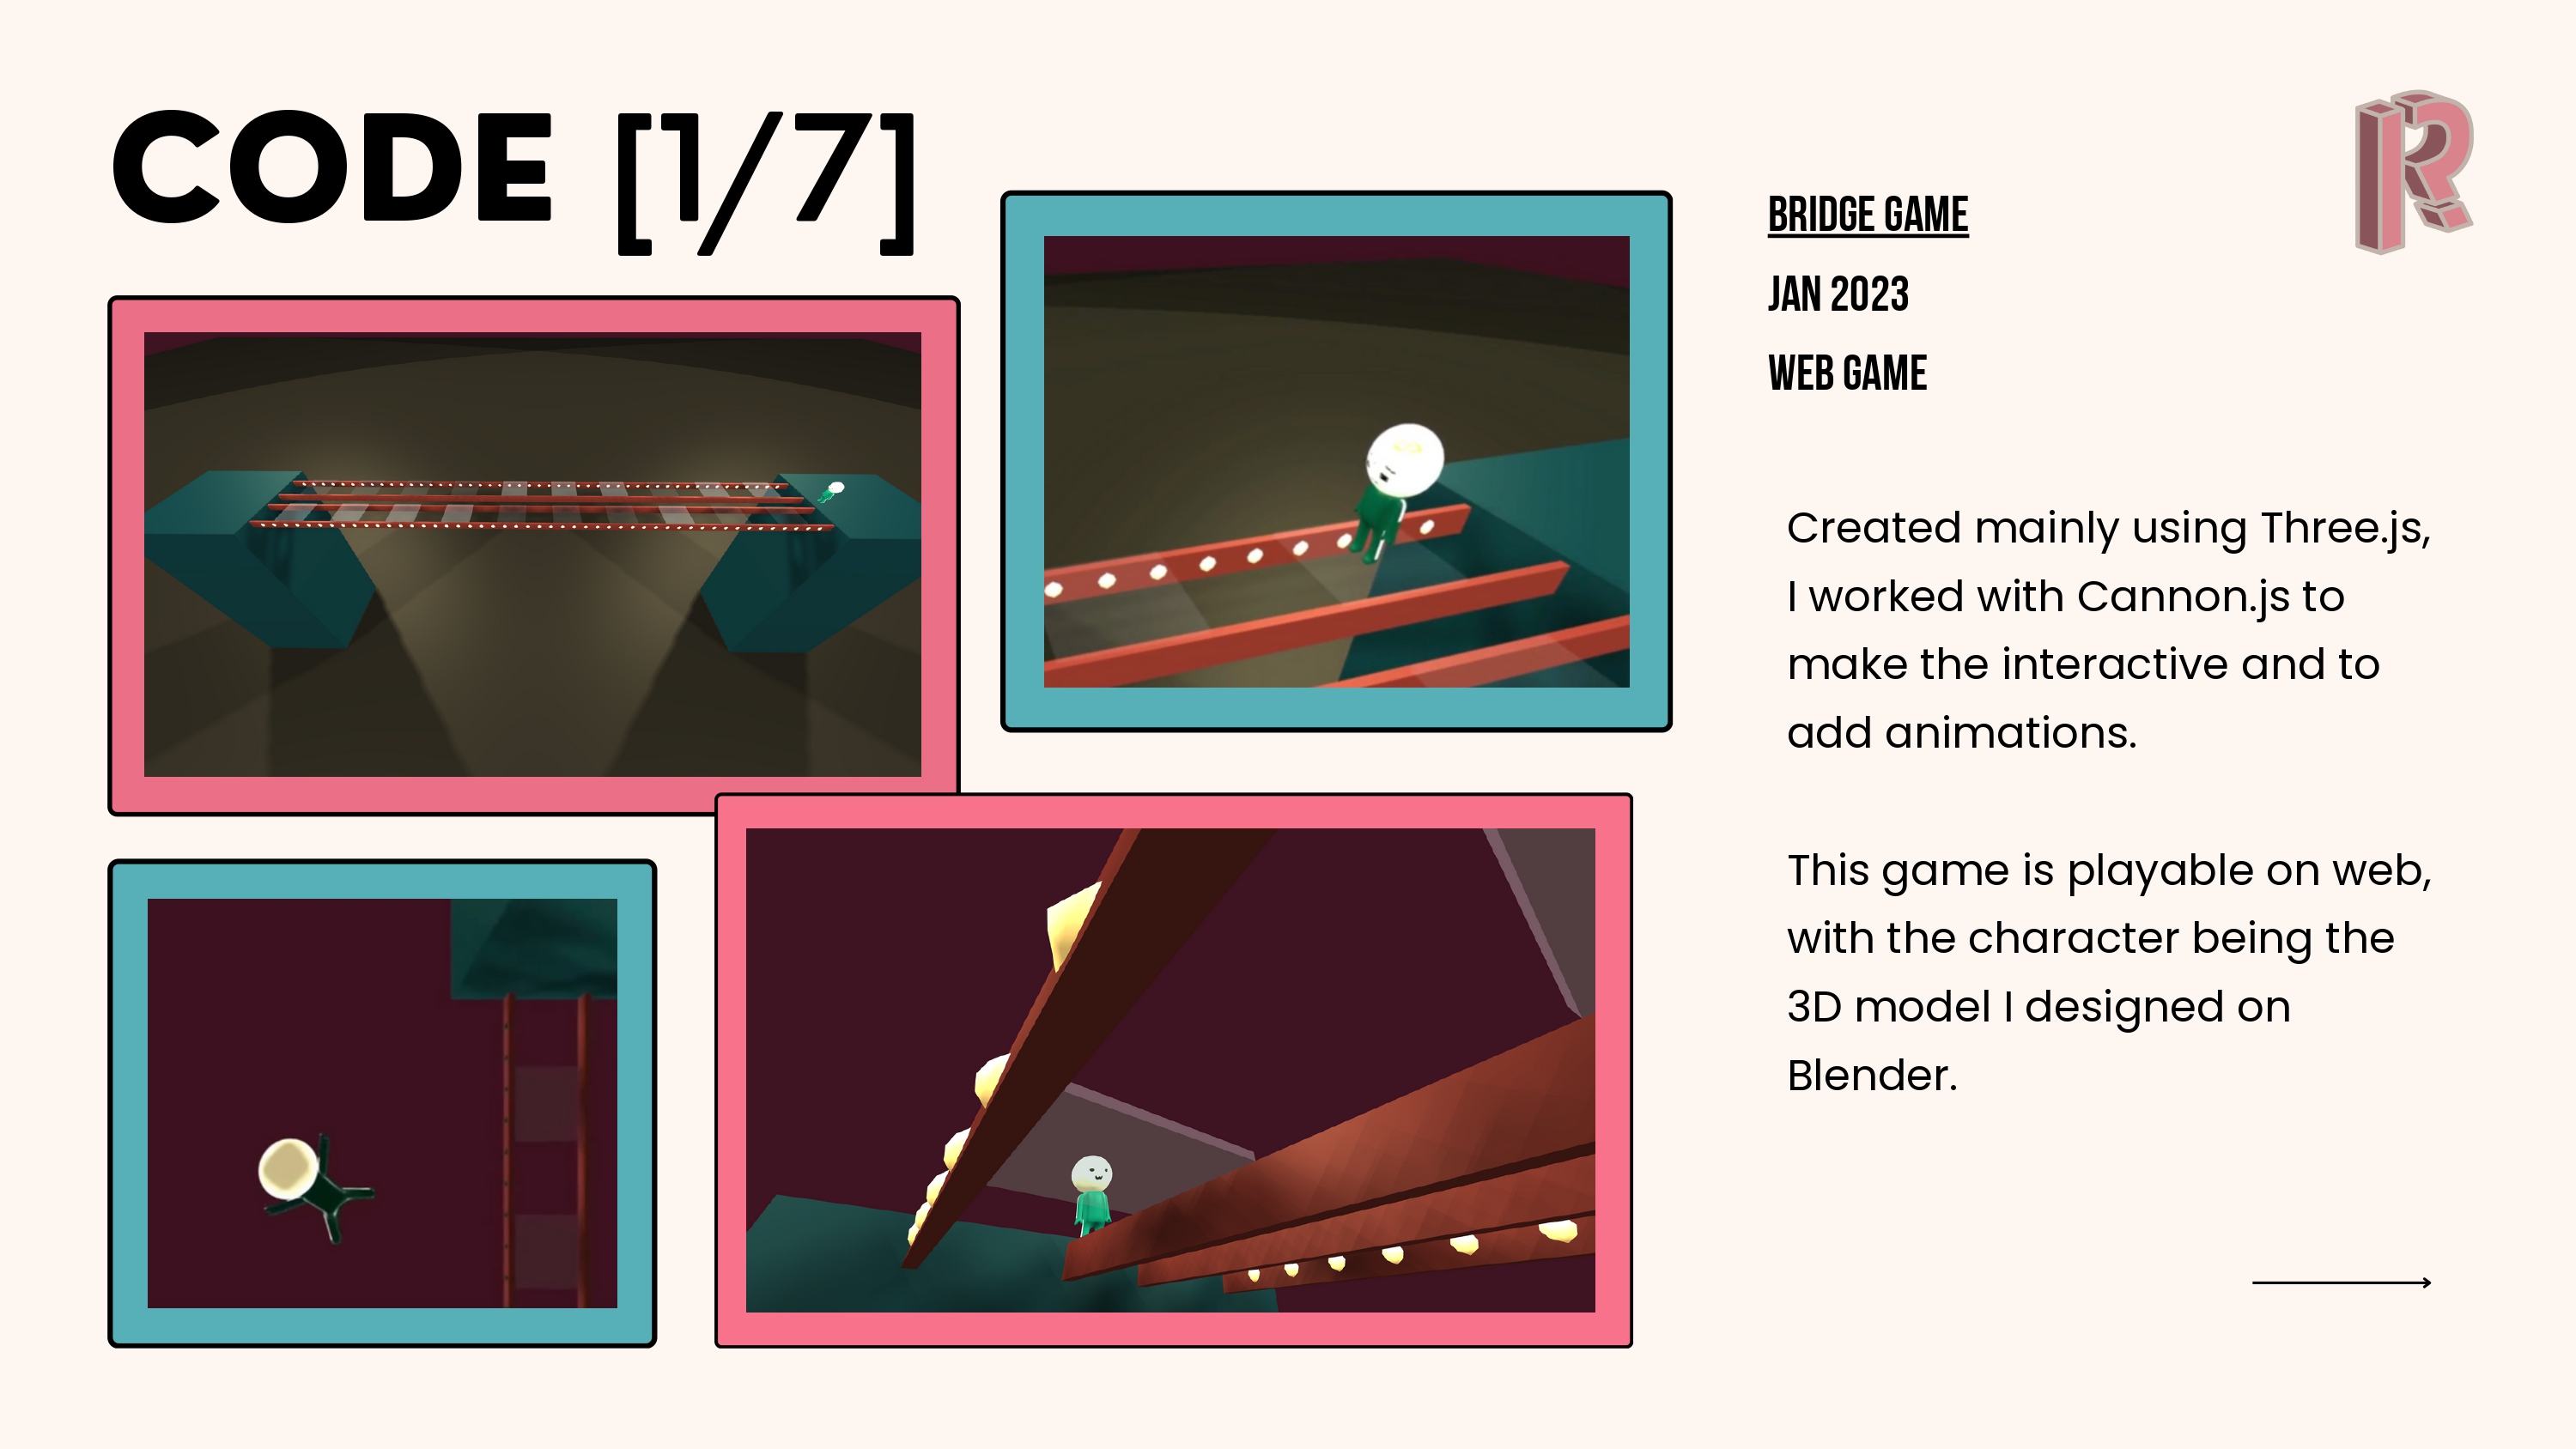 CODE [1/7]
BRIDGE GAME
JAN 2023
WEB GAME
R
Created mainly using Three.js,
I worked with Cannon.js to
make the interactive and to
add animations.
This game is playable on web,
with the character being the
3D model I designed on
Blender.